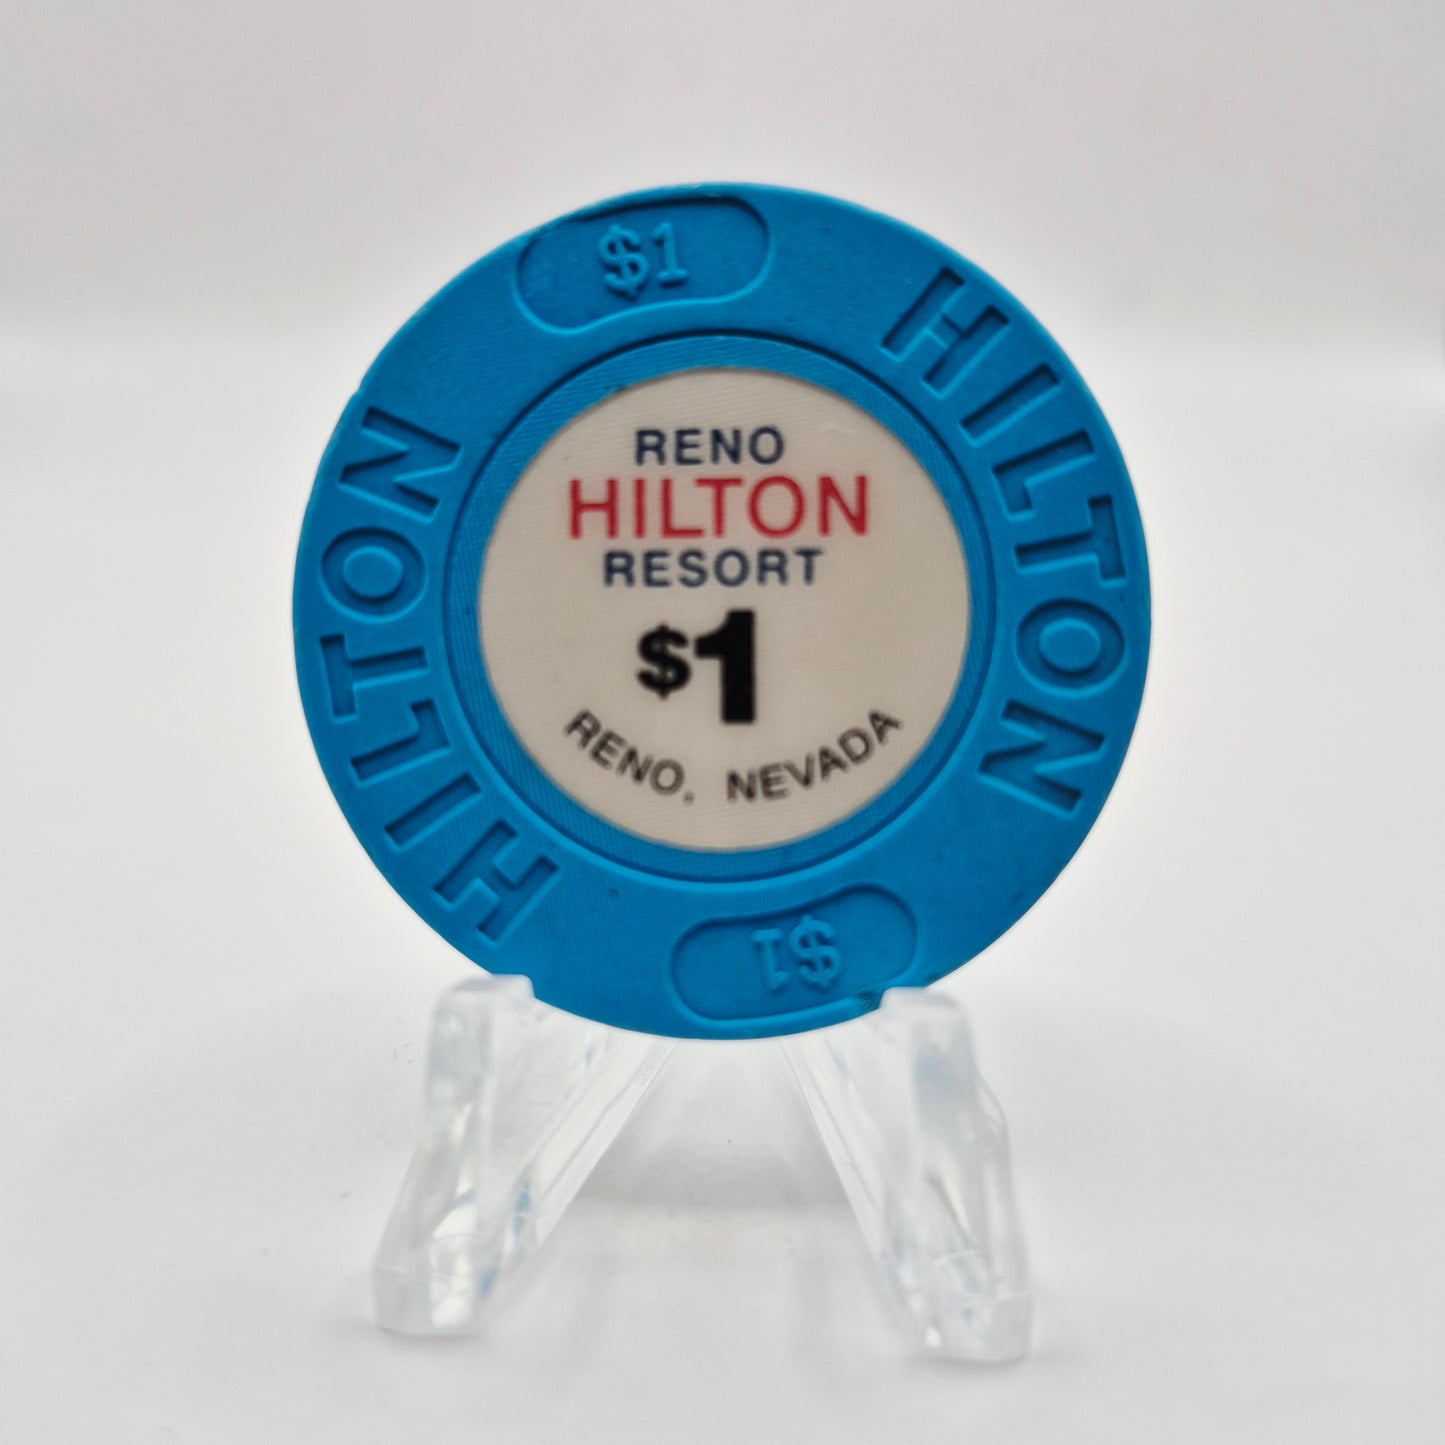 $1
HILTON
HILTON
RENO
HILTON
RESORT
$1
RENO, NEVADA
$1